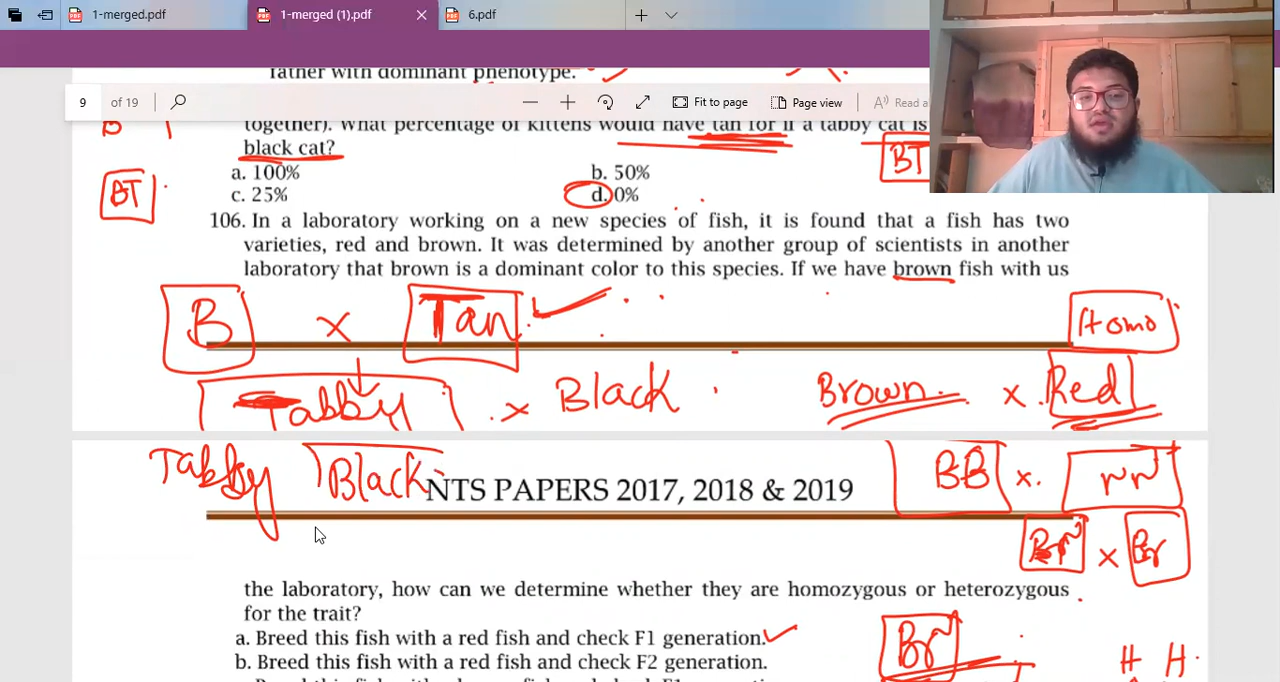 1-merged.pdf
1-merged (1).pdf
6.pdf
father with dominant phenotype.
9 of 19
Fit to page
Page view
Read a
B T
together). What percentage of kittens would have tan for if a tabby cat is
black cat?
BT
BT
a. 100%
b. 50%
c. 25%
d. 0%
106. In a laboratory working on a new species of fish, it is found that a fish has two
varieties, red and brown. It was determined by another group of scientists in another
laboratory that brown is a dominant color to this species. If we have brown fish with us
B x Tan
Homo
Tabby x Black
Brown x Red
Tabby Black
NTS PAPERS 2017, 2018 & 2019
BB x rr
Br x Br
the laboratory, how can we determine whether they are homozygous or heterozygous
for the trait?
a. Breed this fish with a red fish and check F1 generation.
b. Breed this fish with a red fish and check F2 generation.
Br
H H